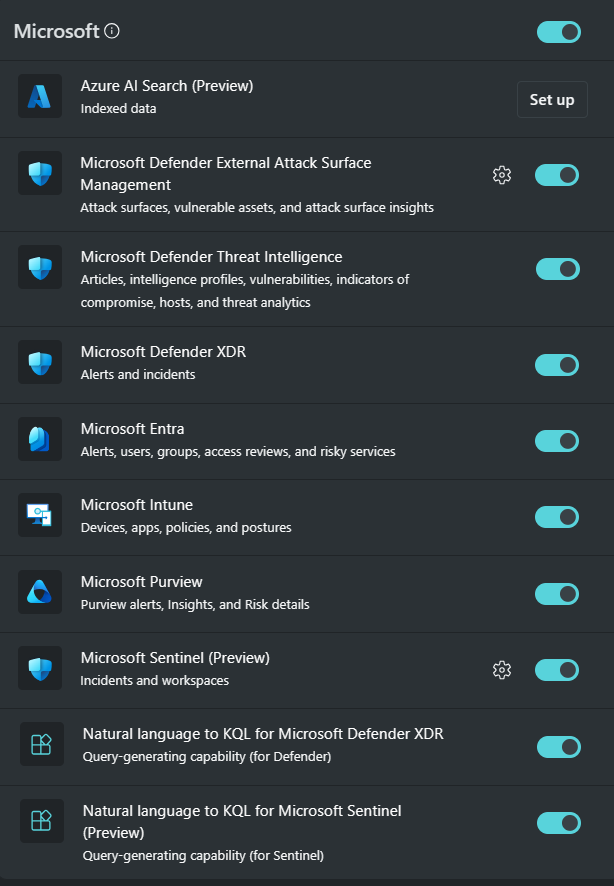 Microsoft
Azure AI Search (Preview)
Indexed data
Set up
Microsoft Defender External Attack Surface
Management
Attack surfaces, vulnerable assets, and attack surface insights
Microsoft Defender Threat Intelligence
Articles, intelligence profiles, vulnerabilities, indicators of
compromise, hosts, and threat analytics
Microsoft Defender XDR
Alerts and incidents
Microsoft Entra
Alerts, users, groups, access reviews, and risky services
Microsoft Intune
Devices, apps, policies, and postures
Microsoft Purview
Purview alerts, Insights, and Risk details
Microsoft Sentinel (Preview)
Incidents and workspaces
Natural language to KQL for Microsoft Defender XDR
Query-generating capability (for Defender)
Natural language to KQL for Microsoft Sentinel
(Preview)
Query-generating capability (for Sentinel)